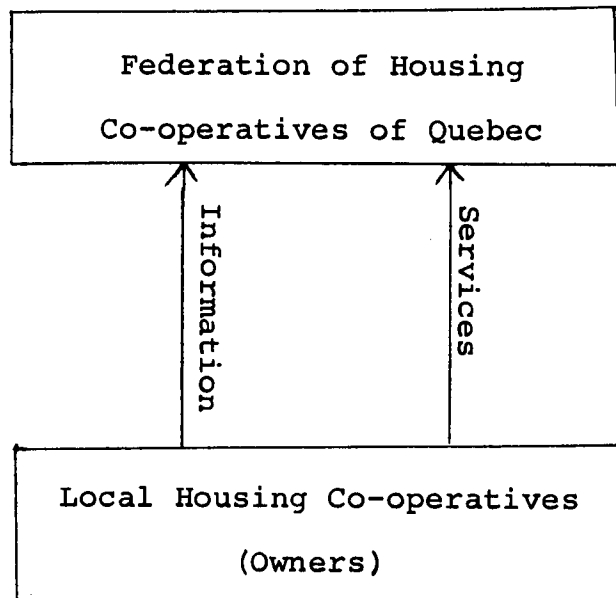 Federation of Housing
Co-operatives of Quebec
Information
Services
Local Housing Co-operatives
(Owners)